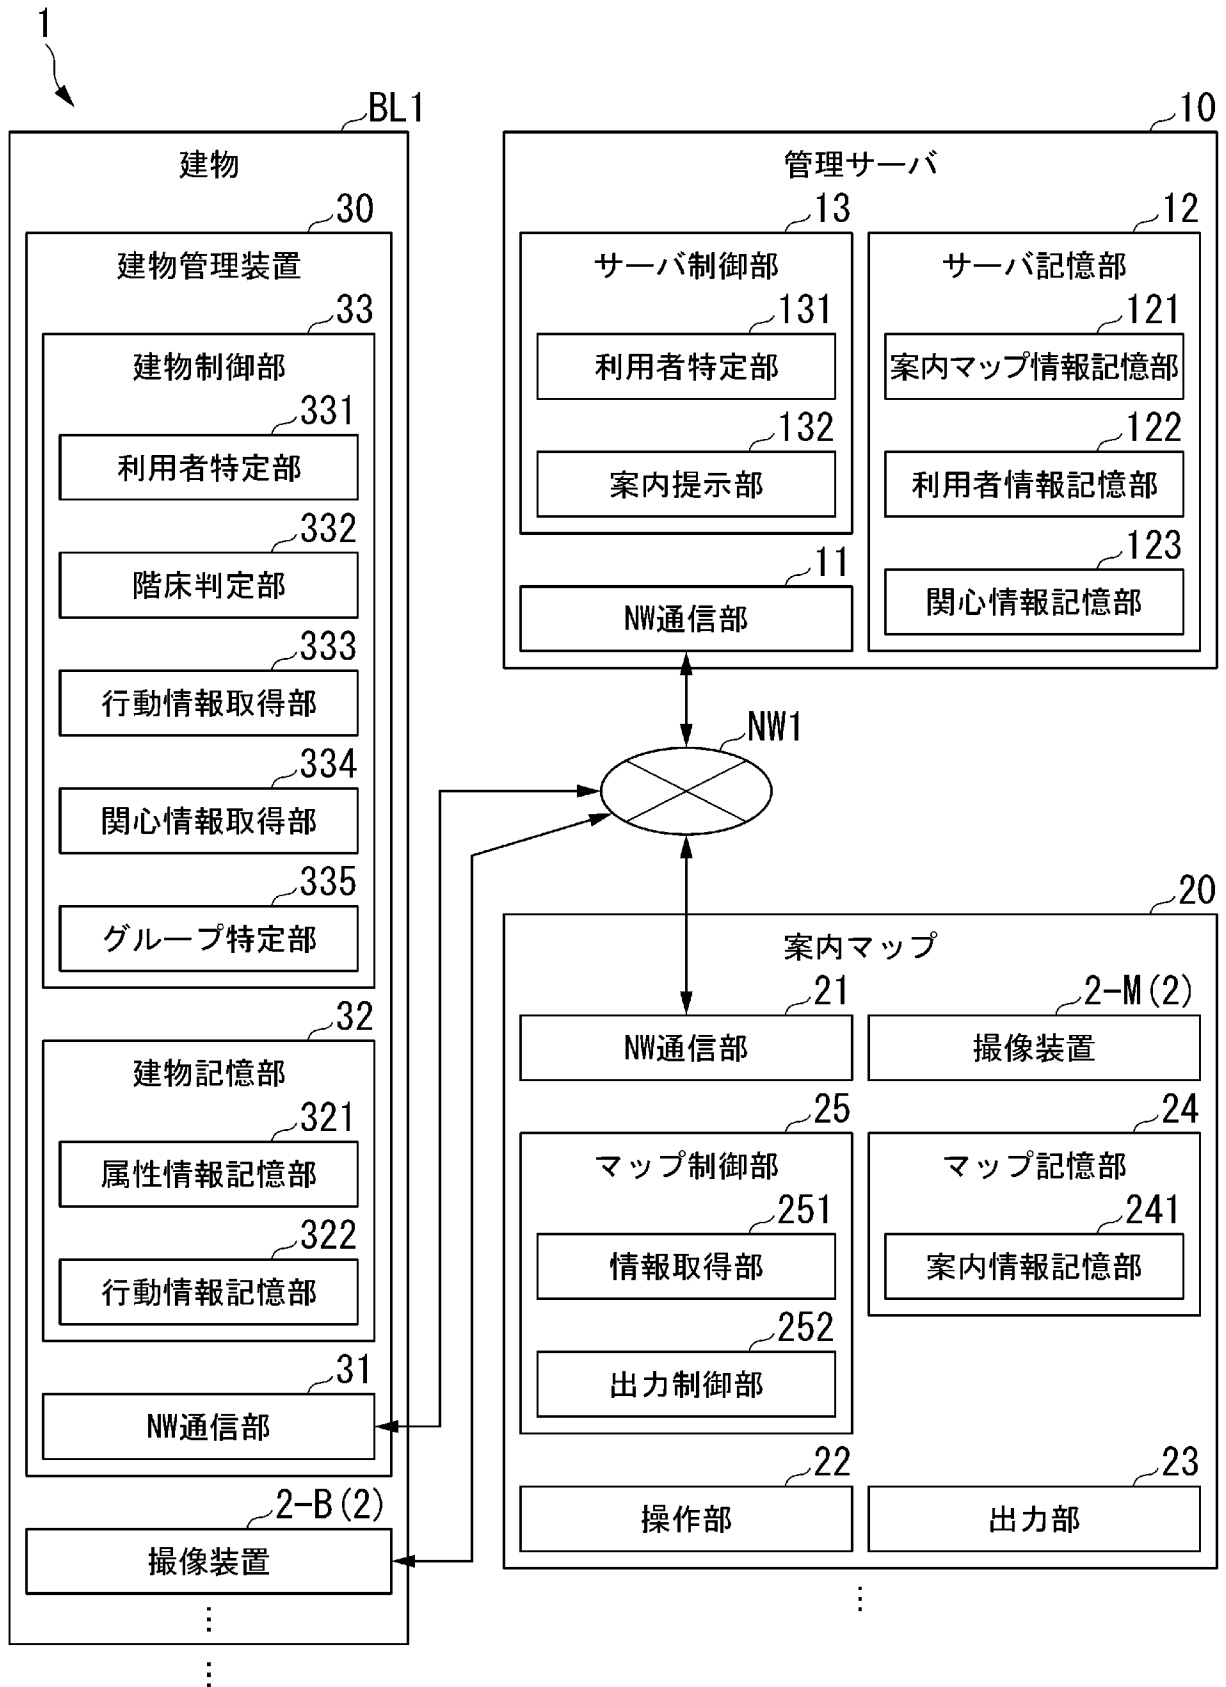 1
BL1
建物
30
建物管理装置
33
建物制御部
331
利用者特定部
332
階床判定部
333
行動情報取得部
334
関心情報取得部
335
グループ特定部
32
建物記憶部
321
属性情報記憶部
322
行動情報記憶部
31
NW通信部
2-B(2)
撮像装置
10
管理サーバ
13
サーバ制御部
131
利用者特定部
132
案内提示部
12
サーバ記憶部
121
案内マップ情報記憶部
122
利用者情報記憶部
123
関心情報記憶部
11
NW通信部
NW1
20
案内マップ
21
NW通信部
2-M(2)
撮像装置
25
マップ制御部
251
情報取得部
252
出力制御部
24
マップ記憶部
241
案内情報記憶部
22
操作部
23
出力部